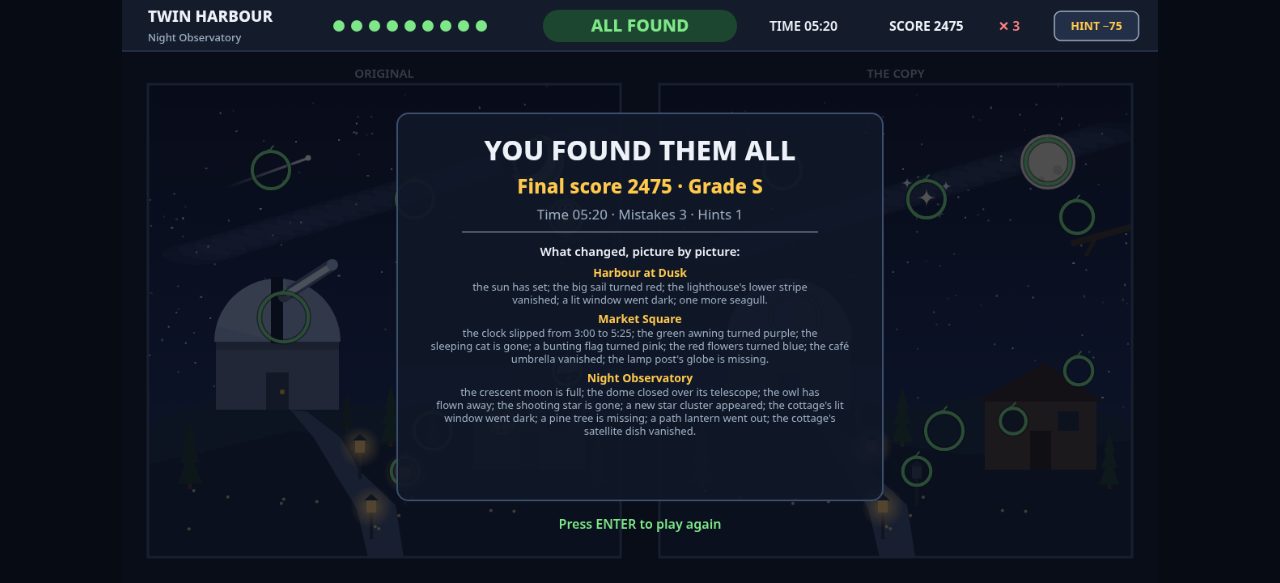 TWIN HARBOUR
Night Observatory
ALL FOUND
TIME 05:20
SCORE 2475
✕ 3
HINT −75
ORIGINAL
THE COPY
YOU FOUND THEM ALL
Final score 2475 · Grade S
Time 05:20 · Mistakes 3 · Hints 1
What changed, picture by picture:
Harbour at Dusk
the sun has set; the big sail turned red; the lighthouse's lower stripe
vanished; a lit window went dark; one more seagull.
Market Square
the clock slipped from 3:00 to 5:25; the green awning turned purple; the
sleeping cat is gone; a bunting flag turned pink; the red flowers turned blue; the café
umbrella vanished; the lamp post's globe is missing.
Night Observatory
the crescent moon is full; the dome closed over its telescope; the owl has
flown away; the shooting star is gone; a new star cluster appeared; the cottage's lit
window went dark; a pine tree is missing; a path lantern went out; the cottage's
satellite dish vanished.
Press ENTER to play again